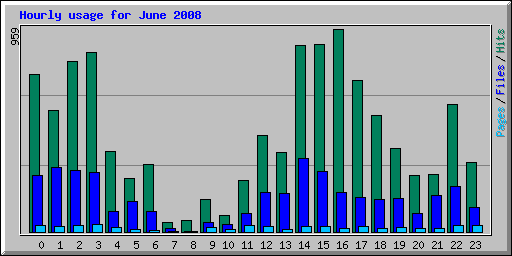 Hourly usage for June 2008
959
Pages / Files / Hits
0 1 2 3 4 5 6 7 8 9 10 11 12 13 14 15 16 17 18 19 20 21 22 23